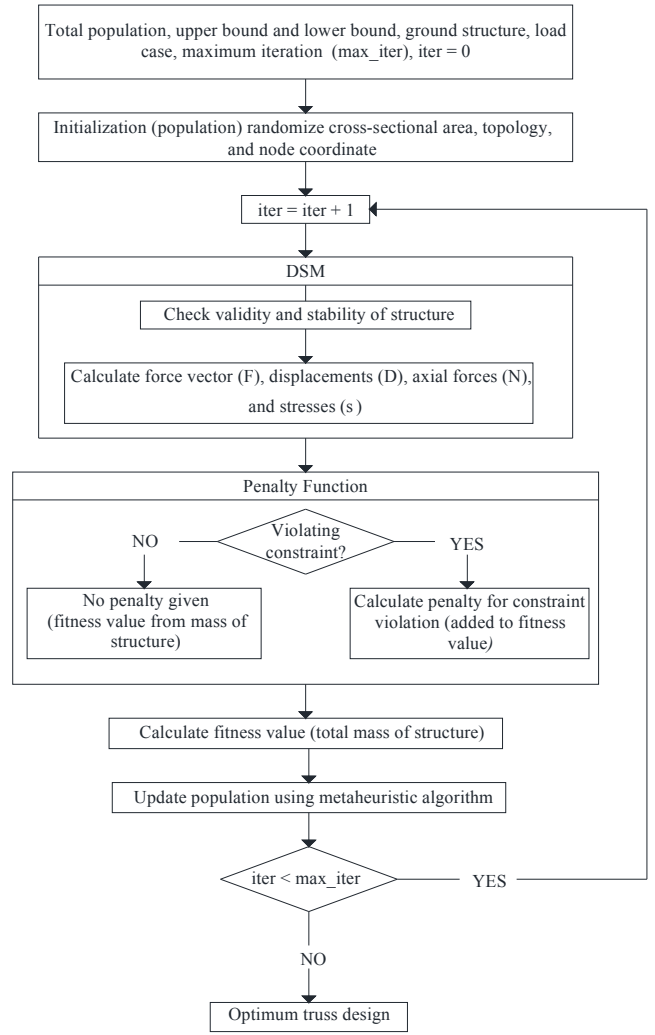 Total population, upper bound and lower bound, ground structure, load
case, maximum iteration (max_iter), iter = 0
Initialization (population) randomize cross-sectional area, topology,
and node coordinate
iter = iter + 1
DSM
Check validity and stability of structure
Calculate force vector (F), displacements (D), axial forces (N),
and stresses (s)
Penalty Function
Violating
constraint?
NO
YES
No penalty given
(fitness value from mass of
structure)
Calculate penalty for constraint
violation (added to fitness
value)
Calculate fitness value (total mass of structure)
Update population using metaheuristic algorithm
iter < max_iter
YES
NO
Optimum truss design